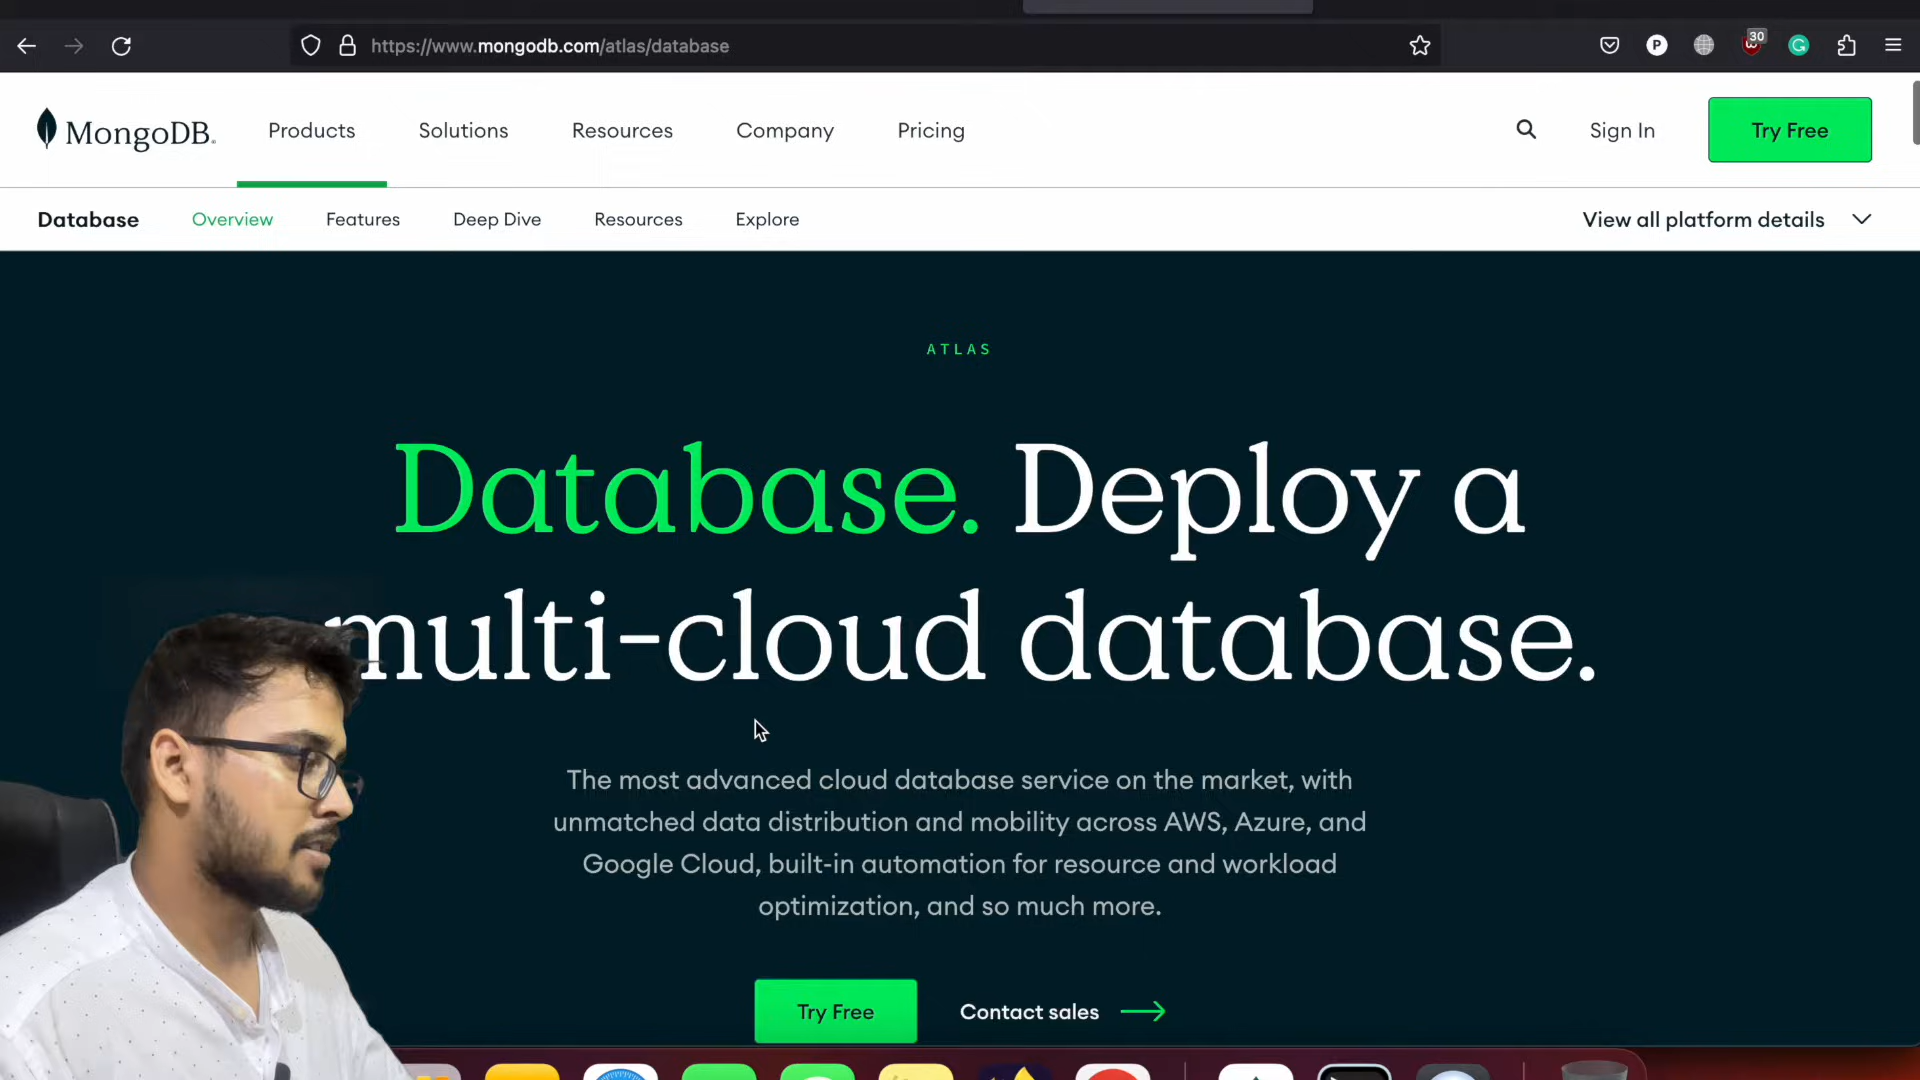 https://www.mongodb.com/atlas/database
P
30
G
MongoDB.
Products
Solutions
Resources
Company
Pricing
Sign In
Try Free
Database
Overview
Features
Deep Dive
Resources
Explore
View all platform details
ATLAS
Database. Deploy a
multi-cloud database.
The most advanced cloud database service on the market, with
unmatched data distribution and mobility across AWS, Azure, and
Google Cloud, built-in automation for resource and workload
optimization, and so much more.
Try Free
Contact sales